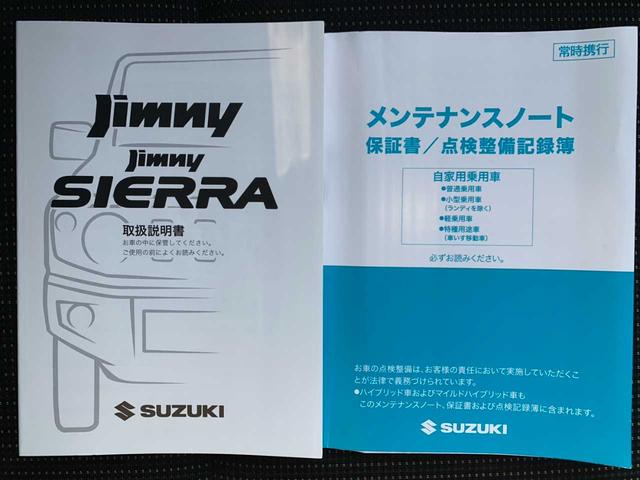 Jimny
Jimny
SIERRA
取扱説明書
お車の中に保管してください。
ご使用の前によくお読みください。
SUZUKI
常時携行
メンテナンスノート
保証書／点検整備記録簿
自家用乗用車
●普通乗用車
●小型乗用車
(ランディを除く)
●軽乗用車
●特種用途車
(車いす移動車)
必ずお読みください。
お車の点検整備は、お客様の責任において実施していただくこ
とが法律で義務づけられています。
●ハイブリッド車およびマイルドハイブリッド車も
このメンテナンスノート、保証書および点検記録簿に含まれます。
SUZUKI